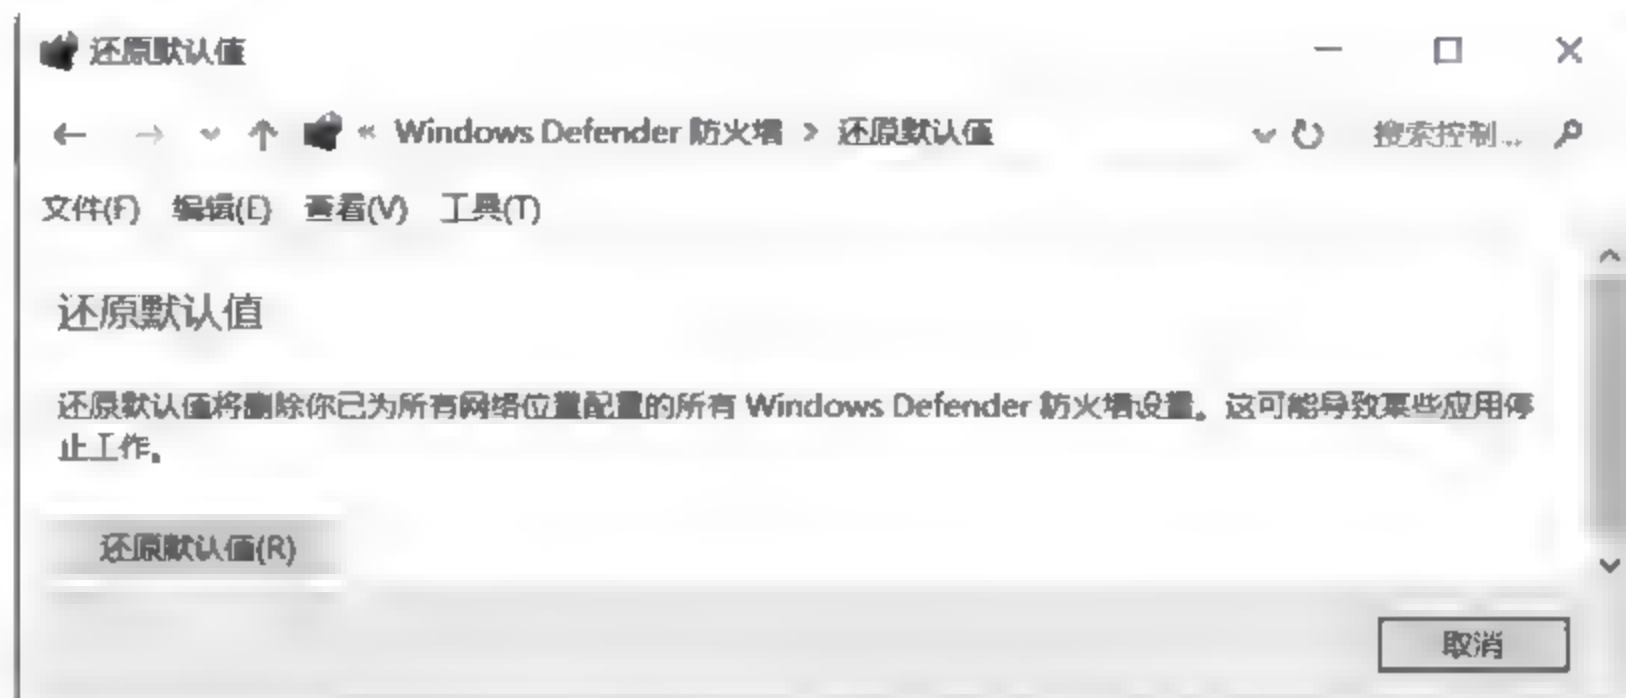 还原默认值
« Windows Defender 防火墙 > 还原默认值 搜索控制...
文件(F) 编辑(E) 查看(V) 工具(T)
还原默认值
还原默认值将删除你已为所有网络位置配置的所有 Windows Defender 防火墙设置。这可能导致某些应用停
止工作。
还原默认值(R)
取消